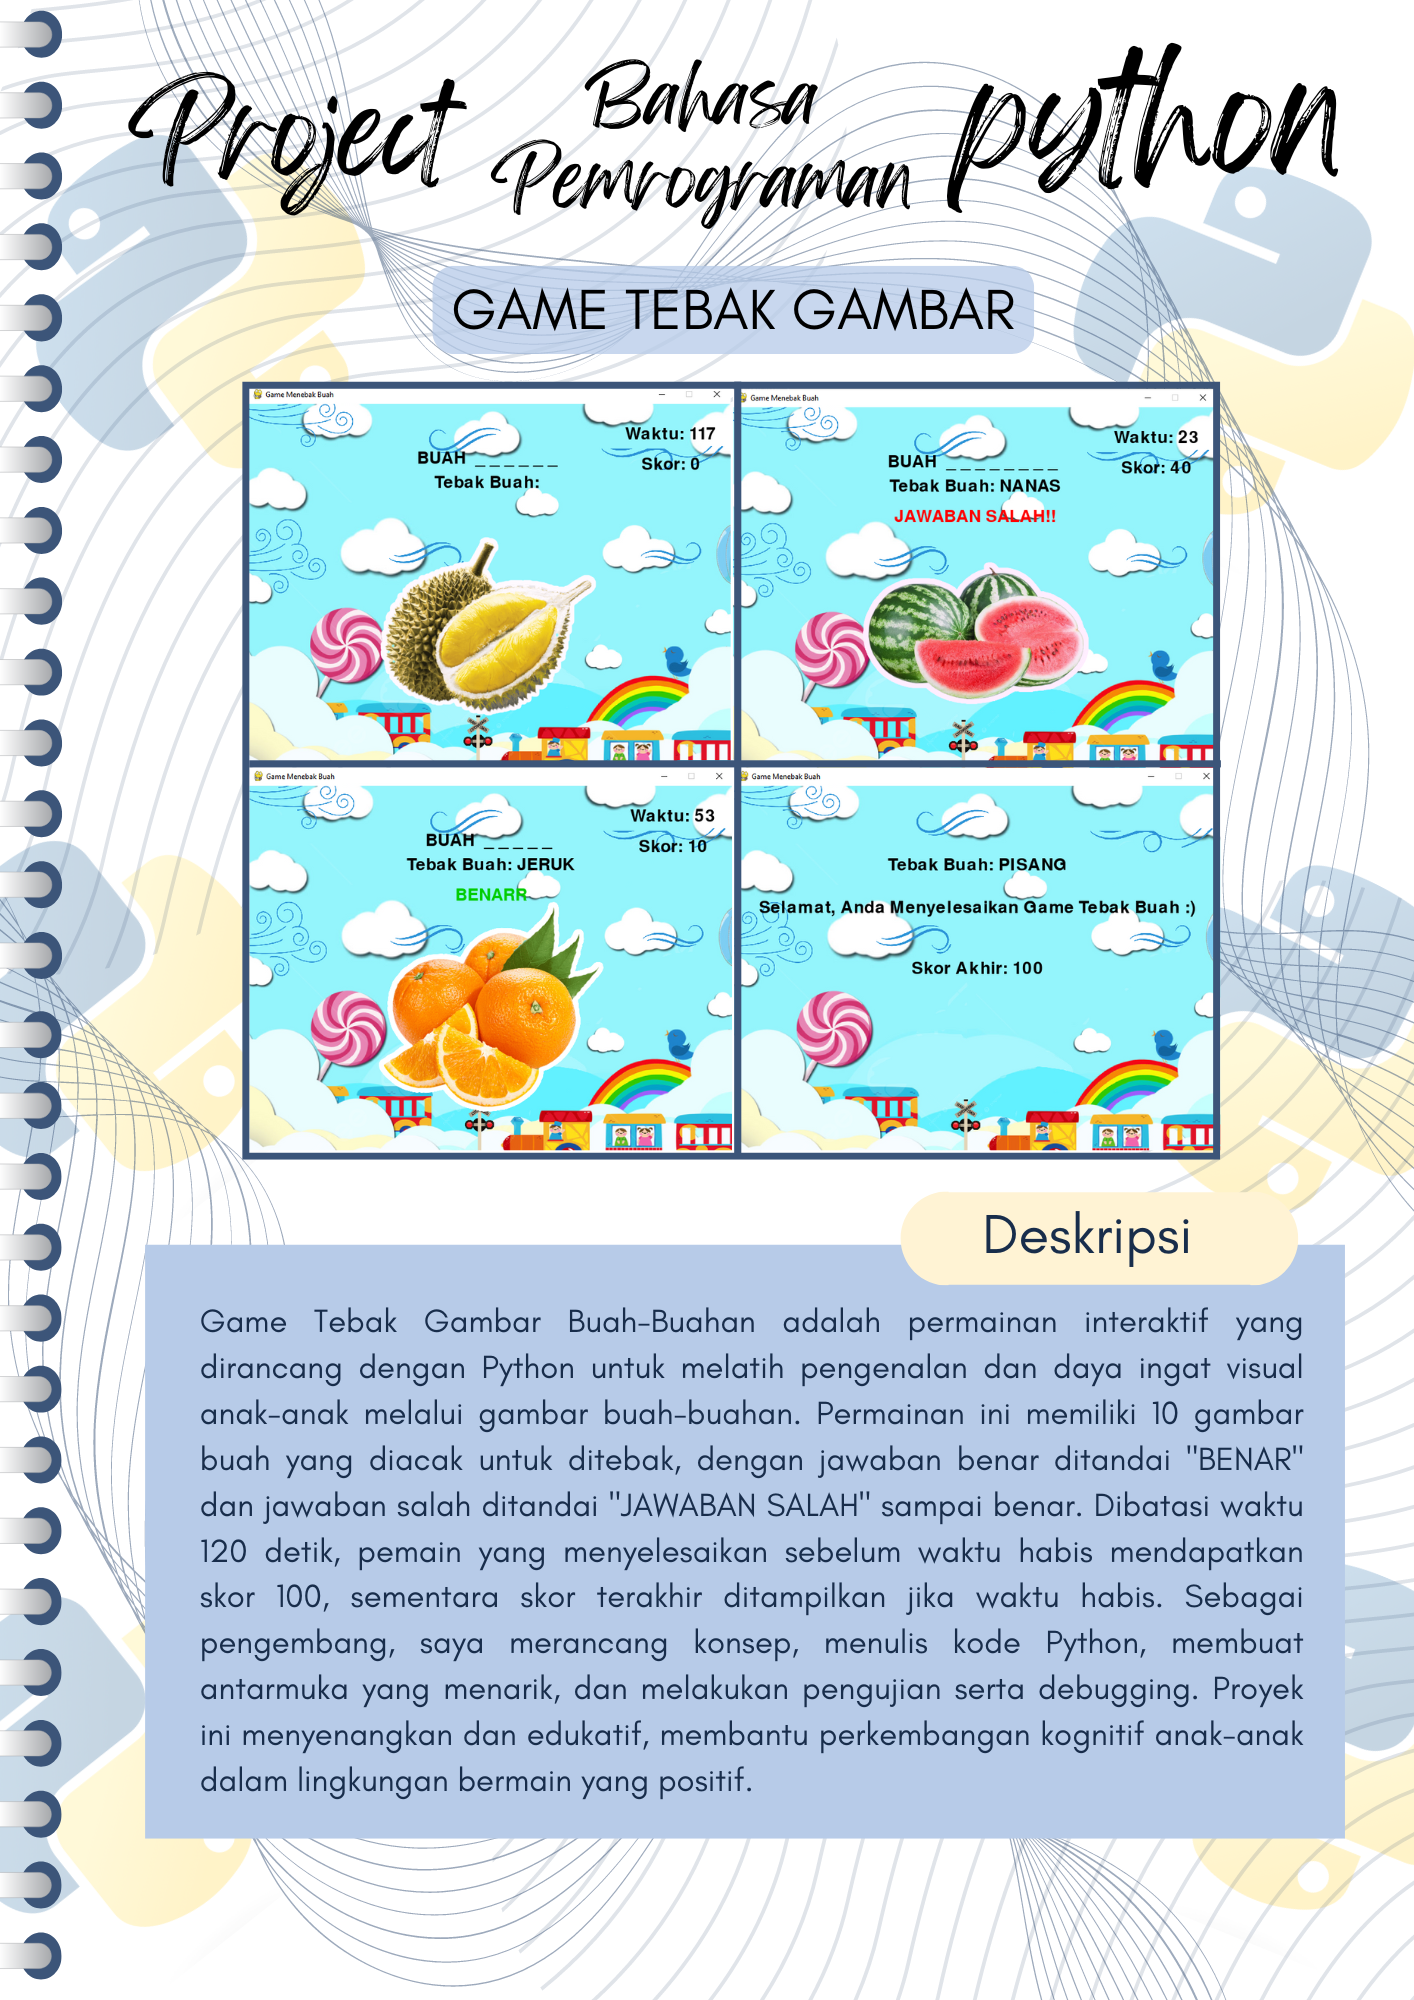 Project Bahasa Pemrograman python
GAME TEBAK GAMBAR
Game Menebak Buah
Waktu: 117
BUAH _ _ _ _ _ _
Skor: 0
Tebak Buah:
Game Menebak Buah
Waktu: 23
BUAH _ _ _ _ _ _ _ _
Skor: 40
Tebak Buah: NANAS
JAWABAN SALAH!!
Game Menebak Buah
Waktu: 53
BUAH _ _ _ _ _
Skor: 10
Tebak Buah: JERUK
BENARR
Game Menebak Buah
Tebak Buah: PISANG
Selamat, Anda Menyelesaikan Game Tebak Buah :)
Skor Akhir: 100
Deskripsi
Game Tebak Gambar Buah-Buahan adalah permainan interaktif yang
dirancang dengan Python untuk melatih pengenalan dan daya ingat visual
anak-anak melalui gambar buah-buahan. Permainan ini memiliki 10 gambar
buah yang diacak untuk ditebak, dengan jawaban benar ditandai "BENAR"
dan jawaban salah ditandai "JAWABAN SALAH" sampai benar. Dibatasi waktu
120 detik, pemain yang menyelesaikan sebelum waktu habis mendapatkan
skor 100, sementara skor terakhir ditampilkan jika waktu habis. Sebagai
pengembang, saya merancang konsep, menulis kode Python, membuat
antarmuka yang menarik, dan melakukan pengujian serta debugging. Proyek
ini menyenangkan dan edukatif, membantu perkembangan kognitif anak-anak
dalam lingkungan bermain yang positif.